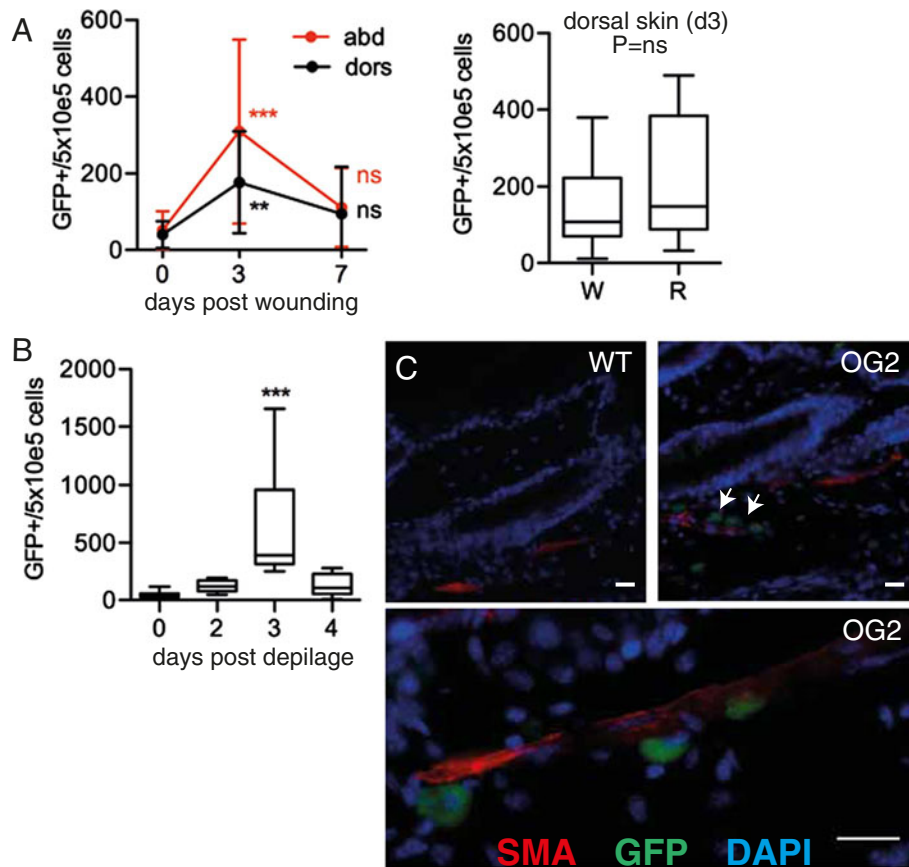 A
GFP+/5x10e5 cells
600
400
200
0
abd
dors
***
**
ns
ns
0 3 7
days post wounding
dorsal skin (d3)
P=ns
GFP+/5x10e5 cells
600
400
200
0
W R
B
GFP+/5x10e5 cells
2000
1500
1000
500
0
***
0 2 3 4
days post depilage
C
WT
OG2
OG2
SMA GFP DAPI